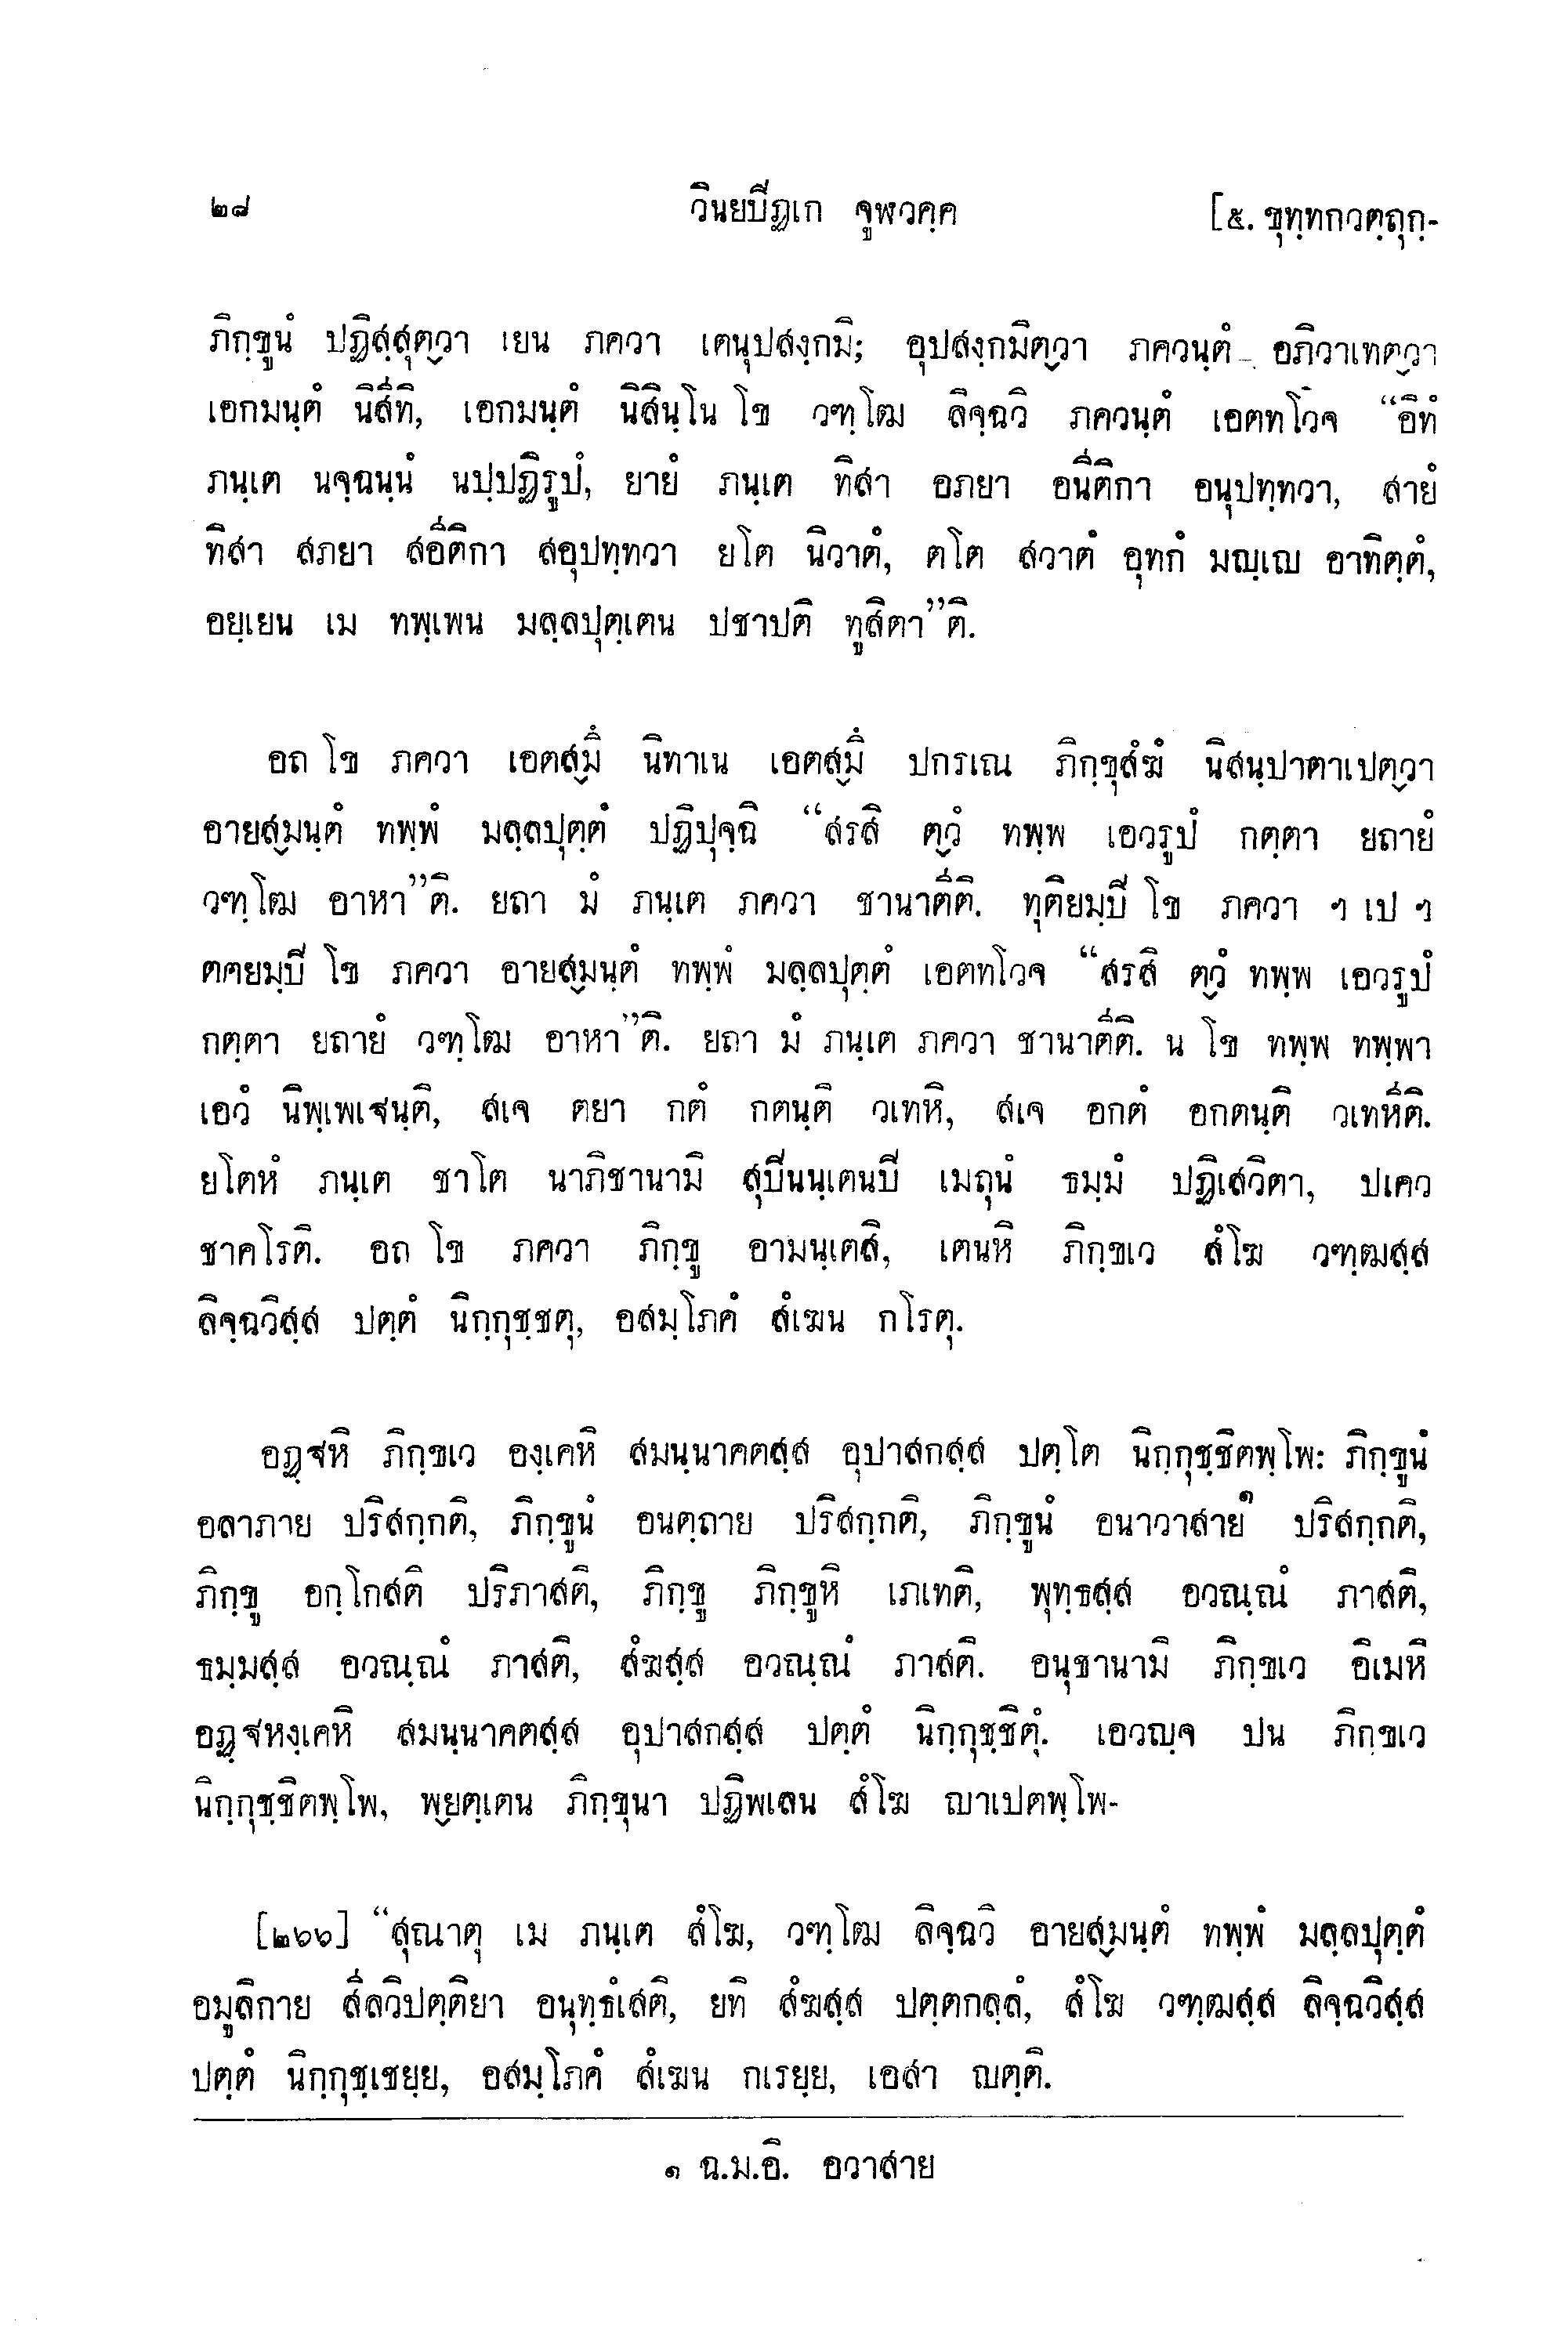 ๒๘ วินยปีฏเก จูฬวคฺค [๕. ขุทฺทกวตฺถุกฺ-
ภิกฺขูนํ ปฏิสฺสุตฺวา เยน ภควา เตนุปสงฺกมิ; อุปสงฺกมิตฺวา ภควนฺตํ อภิวาเทตฺวา
เอกมนฺตํ นิสีทิ, เอกมนฺตํ นิสินฺโน โข วฑฺโฒ ลิจฺฉวิ ภควนฺตํ เอตทโวจ “อิทํ
ภนฺเต นจฺฉนฺนํ นปฺปฏิรูปํ, ยายํ ภนฺเต ทิสา อภยา อนีติกา อนุปทฺทวา, สายํ
ทิสา สภยา สอีติกา สอุปทฺทวา ยโต นิวาตํ, ตโต สวาตํ อุทกํ มญฺเญ อาทิตฺตํ,
อยฺเยน เม ทพฺเพน มลฺลปุตฺเตน ปชาปติ ทูสิตา”ติ.
อถ โข ภควา เอตสฺมึ นิทาเน เอตสฺมึ ปกรเณ ภิกฺขุสํฆํ นิสนฺปาตาเปตฺวา
อายสฺมนฺตํ ทพฺพํ มลฺลปุตฺตํ ปฏิปุจฺฉิ “สรสิ ตฺวํ ทพฺพ เอวรูปํ กตฺตา ยถายํ
วฑฺโฒ อาหา”ติ. ยถา มํ ภนฺเต ภควา ชานาตีติ. ทุติยมฺปี โข ภควา ฯ เป ฯ
ตตยมฺปี โข ภควา อายสฺมนฺตํ ทพฺพํ มลฺลปุตฺตํ เอตทโวจ “สรสิ ตฺวํ ทพฺพ เอวรูปํ
กตฺตา ยถายํ วฑฺโฒ อาหา”ติ. ยถา มํ ภนฺเต ภควา ชานาตีติ. น โข ทพฺพ ทพฺพา
เอวํ นิพฺเพเฐนฺติ, สเจ ตยา กตํ กตนฺติ วเทหิ, สเจ อกตํ อกตนฺติ วเทหีติ.
ยโตหํ ภนฺเต ชาโต นาภิชานามิ สุปีนนฺเตนปี เมถุนํ ธมฺมํ ปฏิเสวิตา, ปเคว
ชาคโรติ. อถ โข ภควา ภิกฺขู อามนฺเตสิ, เตนหิ ภิกฺขเว สํโฆ วฑฺฒสฺส
ลิจฺฉวิสฺส ปตฺตํ นิกฺกุชฺชตุ, อสมฺโภคํ สํเฆน กโรตุ.
อฏฺฐหิ ภิกฺขเว องฺเคหิ สมนฺนาคตสฺส อุปาสกสฺส ปตฺโต นิกฺกุชฺชิตพฺโพ: ภิกฺขูนํ
อลาภาย ปริสกฺกติ, ภิกฺขูนํ อนตฺถาย ปริสกฺกติ, ภิกฺขูนํ อนาวาสาย๑ ปริสกฺกติ,
ภิกฺขู อกฺโกสติ ปริภาสติ, ภิกฺขู ภิกฺขูหิ เภเทติ, พุทฺธสฺส อวณฺณํ ภาสติ,
ธมฺมสฺส อวณฺณํ ภาสติ, สํฆสฺส อวณฺณํ ภาสติ. อนุชานามิ ภิกฺขเว อิเมหิ
อฏฺฐหงฺเคหิ สมนฺนาคตสฺส อุปาสกสฺส ปตฺตํ นิกฺกุชฺชิตุํ. เอวญฺจ ปน ภิกฺขเว
นิกฺกุชฺชิตพฺโพ, พฺยตฺเตน ภิกฺขุนา ปฏิพเลน สํโฆ ญาเปตพฺโพ-
[๒๖๖] “สุณาตุ เม ภนฺเต สํโฆ, วฑฺโฒ ลิจฺฉวิ อายสฺมนฺตํ ทพฺพํ มลฺลปุตฺตํ
อมูลิกาย สีลวิปตฺติยา อนุทฺธํเสติ, ยทิ สํฆสฺส ปตฺตกลฺลํ, สํโฆ วฑฺฒสฺส ลิจฺฉวิสฺส
ปตฺตํ นิกฺกุชฺเชยฺย, อสมฺโภคํ สํเฆน กเรยฺย, เอสา ญตฺติ.
๑ ฉ.ม.อิ. อวาสาย